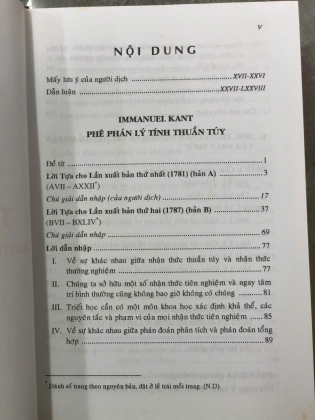 V
NỘI DUNG
Mấy lưu ý của người dịch ........ XVII-XXVI
Dẫn luận ........ XXVII-LXXVIII
IMMANUEL KANT
PHÊ PHÁN LÝ TÍNH THUẦN TÚY
Đề từ ........ 1
Lời Tựa cho Lần xuất bản thứ nhất (1781) (bản A) ........ 3
(AVII – AXXII*)
Chú giải dẫn nhập (của người dịch) ........ 17
Lời Tựa cho Lần xuất bản thứ hai (1787) (bản B) ........ 37
(BVII – BXLIV*)
Chú giải dẫn nhập ........ 69
Lời dẫn nhập ........ 77
I. Về sự khác nhau giữa nhận thức thuần túy và nhận thức
thường nghiệm ........ 77
II. Chúng ta sở hữu một số nhận thức tiên nghiệm và ngay tâm
trí bình thường cũng không bao giờ không có chúng ........ 81
III. Triết học cần có một môn khoa học xác định khả thể, các
nguyên tắc và phạm vi của mọi nhận thức tiên nghiệm ........ 85
IV. Về sự khác nhau giữa phán đoán phân tích và phán đoán tổng
hợp ........ 89
* Đánh số trang theo nguyên bản, đặt ở lề trái mỗi trang. (N.D).